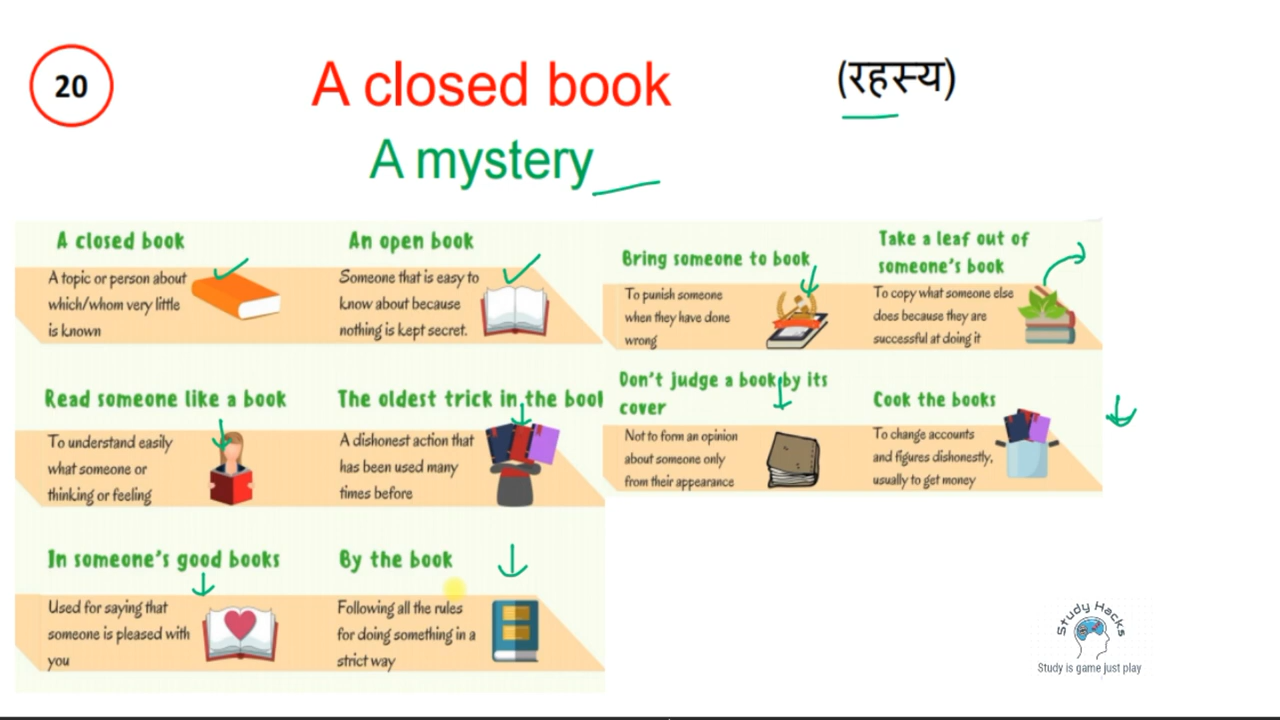 20
A closed book
(रहस्य)
A mystery
A closed book
A topic or person about
which/whom very little
is known
An open book
Someone that is easy to
know about because
nothing is kept secret.
Bring someone to book
To punish someone
when they have done
wrong
Take a leaf out of
someone's book
To copy what someone else
does because they are
successful at doing it
Read someone like a book
To understand easily
what someone or
thinking or feeling
The oldest trick in the book
A dishonest action that
has been used many
times before
Don't judge a book by its
cover
Not to form an opinion
about someone only
from their appearance
Cook the books
To change accounts
and figures dishonestly,
usually to get money
In someone's good books
Used for saying that
someone is pleased with
you
By the book
Following all the rules
for doing something in a
strict way
Study Hacks
Study is game just play